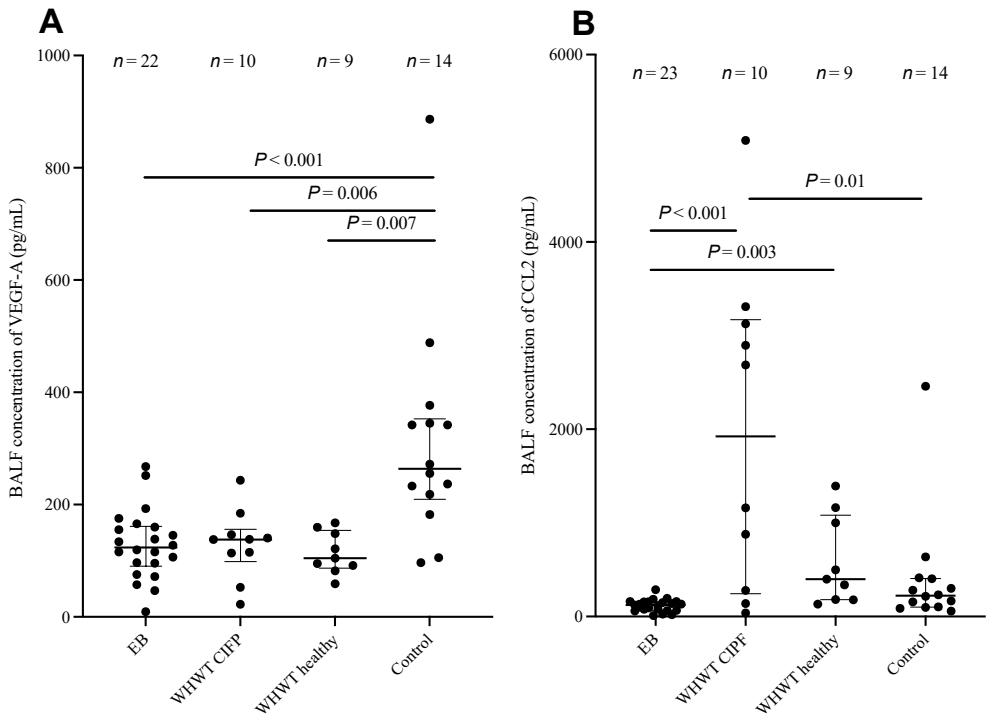 A
1000
800
600
400
200
0
BALF concentration of VEGF-A (pg/mL)
n = 22
n = 10
n = 9
n = 14
P < 0.001
P = 0.006
P = 0.007
EB
WHWT CIFP
WHWT healthy
Control
B
6000
4000
2000
0
BALF concentration of CCL2 (pg/mL)
n = 23
n = 10
n = 9
n = 14
P = 0.01
P < 0.001
P = 0.003
EB
WHWT CIPF
WHWT healthy
Control